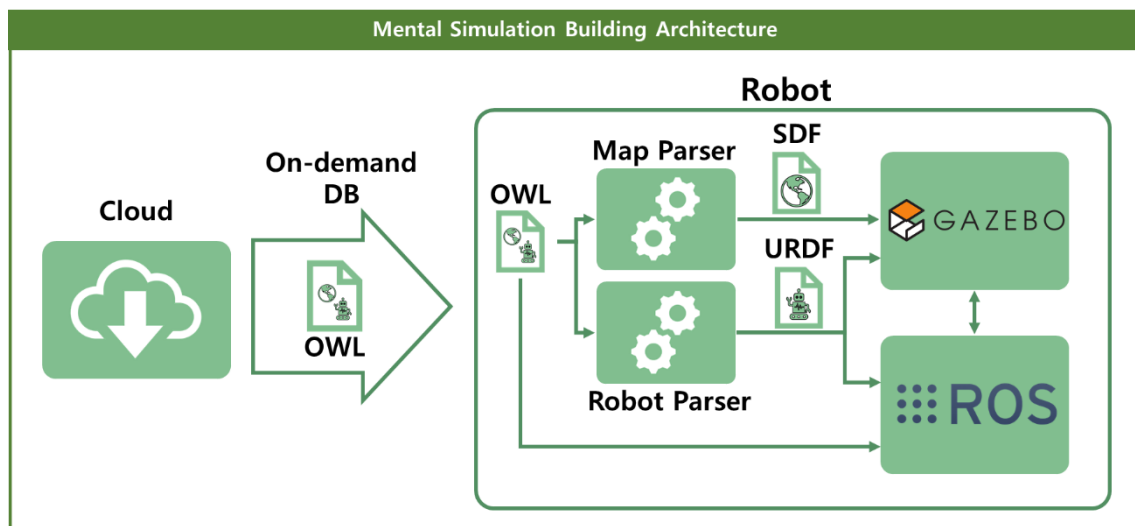 Mental Simulation Building Architecture
Cloud
On-demand
DB
OWL
Robot
OWL
Map Parser
SDF
GAZEBO
URDF
Robot Parser
ROS